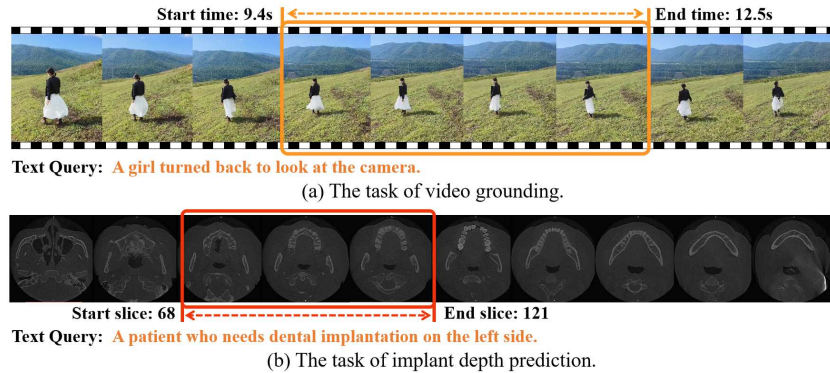 Start time: 9.4s End time: 12.5s
Text Query: A girl turned back to look at the camera.
(a) The task of video grounding.
Start slice: 68 End slice: 121
Text Query: A patient who needs dental implantation on the left side.
(b) The task of implant depth prediction.